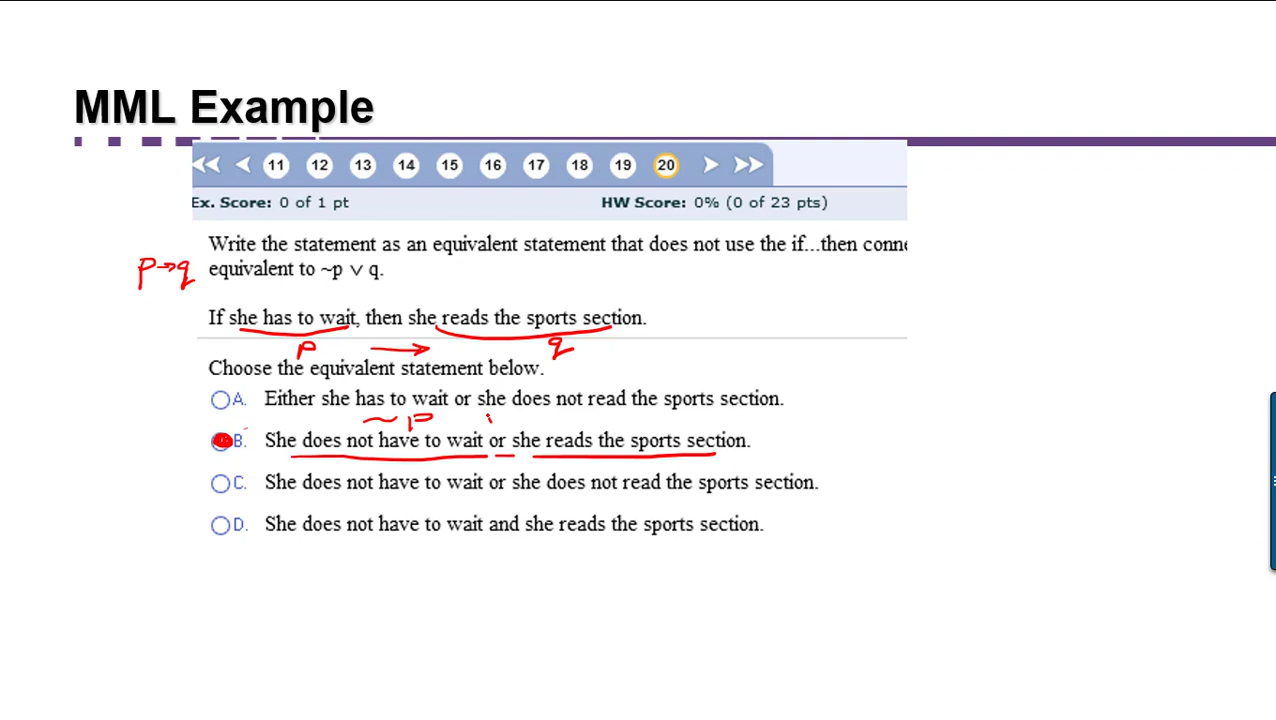 MML Example
11 12 13 14 15 16 17 18 19 20
Ex. Score: 0 of 1 pt HW Score: 0% (0 of 23 pts)
Write the statement as an equivalent statement that does not use the if...then
p→q equivalent to ~p ∨ q.
If she has to wait, then she reads the sports section.
p → q
Choose the equivalent statement below.
A. Either she has to wait or she does not read the sports section.
~p
B. She does not have to wait or she reads the sports section.
C. She does not have to wait or she does not read the sports section.
D. She does not have to wait and she reads the sports section.